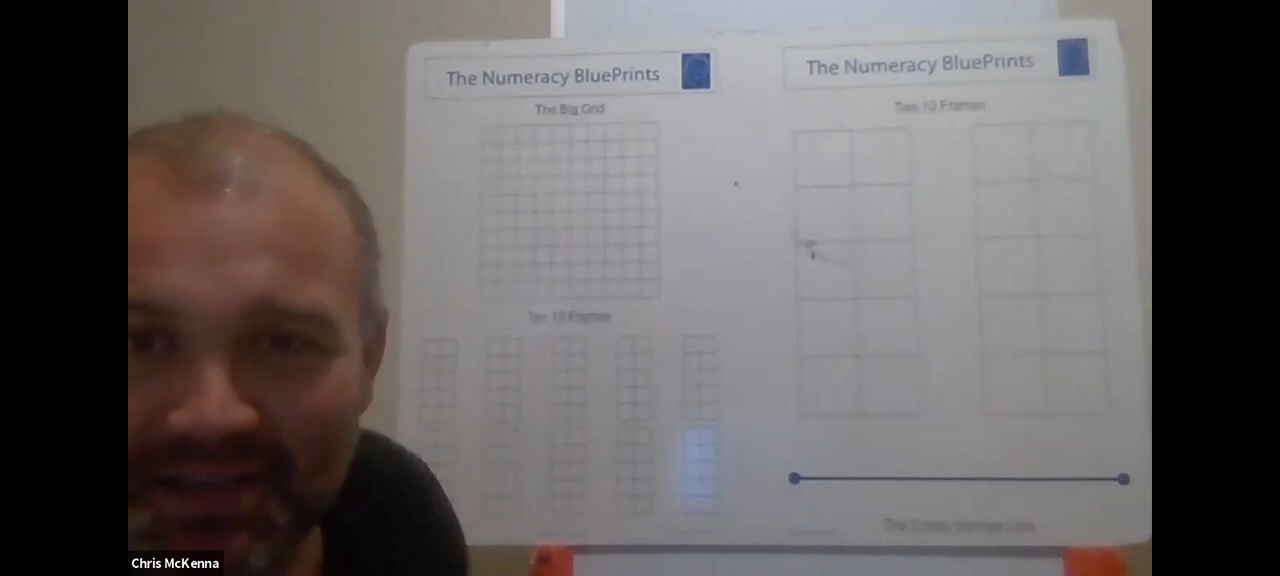 The Numeracy BluePrints
The Big Grid
Ten 10 Frames
The Numeracy BluePrints
Two 10 Frames
The Empty Number Line
Chris McKenna